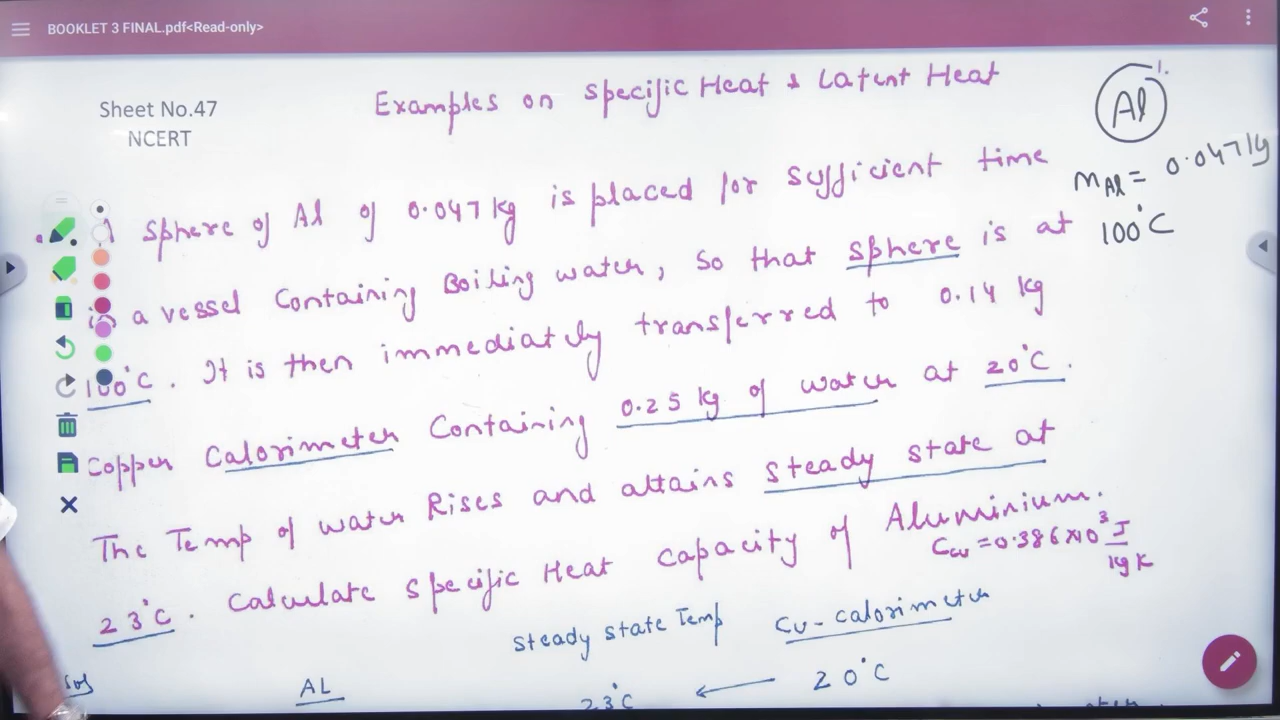 BOOKLET 3 FINAL.pdf<Read-only>
Sheet No.47
NCERT
Examples on Specific Heat & Latent Heat
Al
m Al = 0.047 kg
100°C
Sphere of Al of 0.047 kg is placed for sufficient time
in a vessel Containing Boiling water, so that sphere is at
100°C. It is then immediately transferred to 0.14 kg
Copper Calorimeter Containing 0.25 kg of water at 20°C.
The Temp of water Rises and attains steady state at
23°C. Calculate specific Heat capacity of Aluminium.
Ccu = 0.386×10³ J/kg K
Steady state Temp Cu-calorimeter
Sol AL 23°C ← 20°C